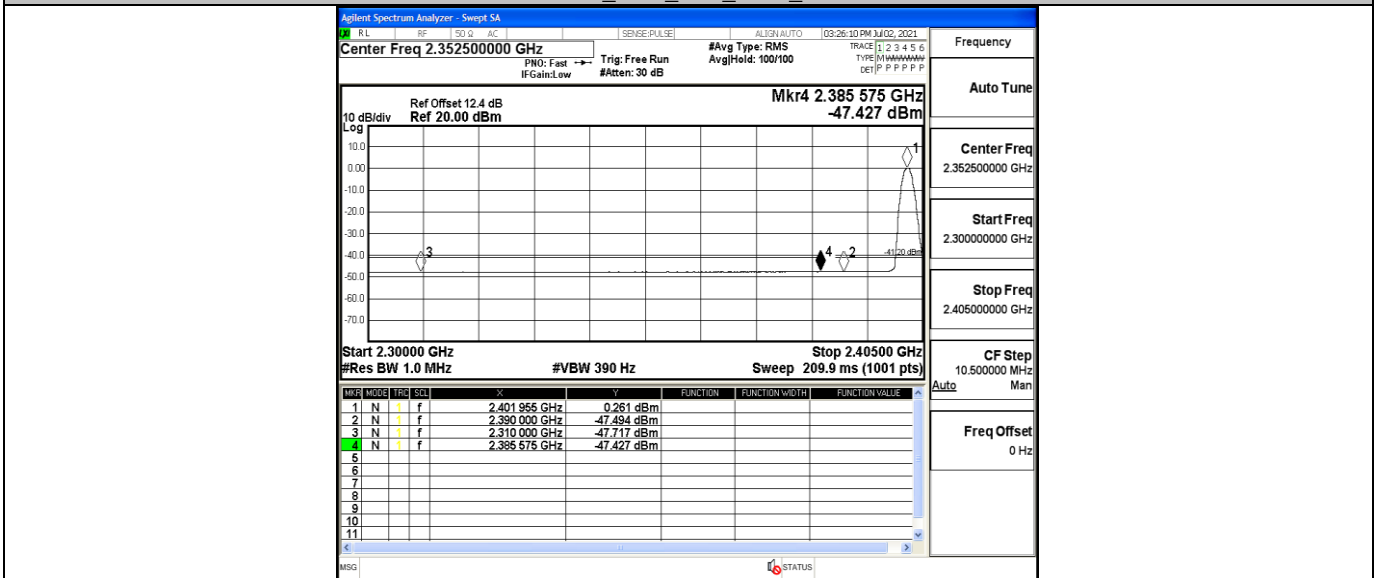 Agilent Spectrum Analyzer - Swept SA
LXI RL RF 50 Ω AC SENSE:PULSE ALIGN AUTO 03:26:10 PM Jul 02, 2021
Center Freq 2.352500000 GHz
PNO: Fast
IFGain:Low
Trig: Free Run
#Atten: 30 dB
#Avg Type: RMS
Avg|Hold: 100/100
TRACE 1 2 3 4 5 6
TYPE M WWWWW
DET P P P P P P
Frequency
Mkr4 2.385 575 GHz
-47.427 dBm
Ref Offset 12.4 dB
10 dB/div Ref 20.00 dBm
Log
10.0
0.00
-10.0
-20.0
-30.0
-40.0
-50.0
-60.0
-70.0
1
3
4
2
-41.20 dBm
Start 2.30000 GHz Stop 2.40500 GHz
#Res BW 1.0 MHz #VBW 390 Hz Sweep 209.9 ms (1001 pts)
MKR MODE TRC SCL X Y FUNCTION FUNCTION WIDTH FUNCTION VALUE
1 N 1 f 2.401 955 GHz 0.261 dBm
2 N 1 f 2.390 000 GHz -47.494 dBm
3 N 1 f 2.310 000 GHz -47.717 dBm
4 N 1 f 2.385 575 GHz -47.427 dBm
5
6
7
8
9
10
11
Auto Tune
Center Freq
2.352500000 GHz
Start Freq
2.300000000 GHz
Stop Freq
2.405000000 GHz
CF Step
10.500000 MHz
Auto Man
Freq Offset
0 Hz
MSG STATUS